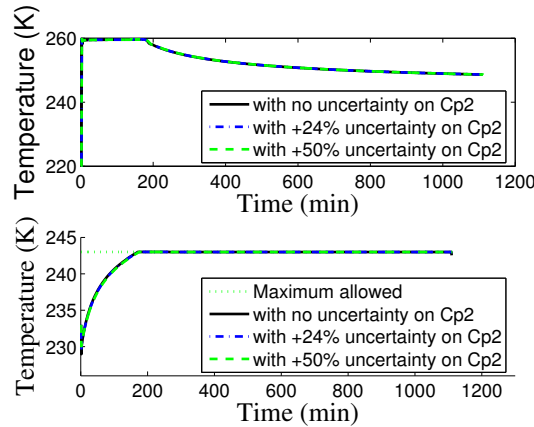 260
250
240
220
Temperature (K)
with no uncertainty on Cp2
with +24% uncertainty on Cp2
with +50% uncertainty on Cp2
0 200 400 600 800 1000 1200
Time (min)
245
240
235
230
Temperature (K)
Maximum allowed
with no uncertainty on Cp2
with +24% uncertainty on Cp2
with +50% uncertainty on Cp2
0 200 400 600 800 1000 1200
Time (min)